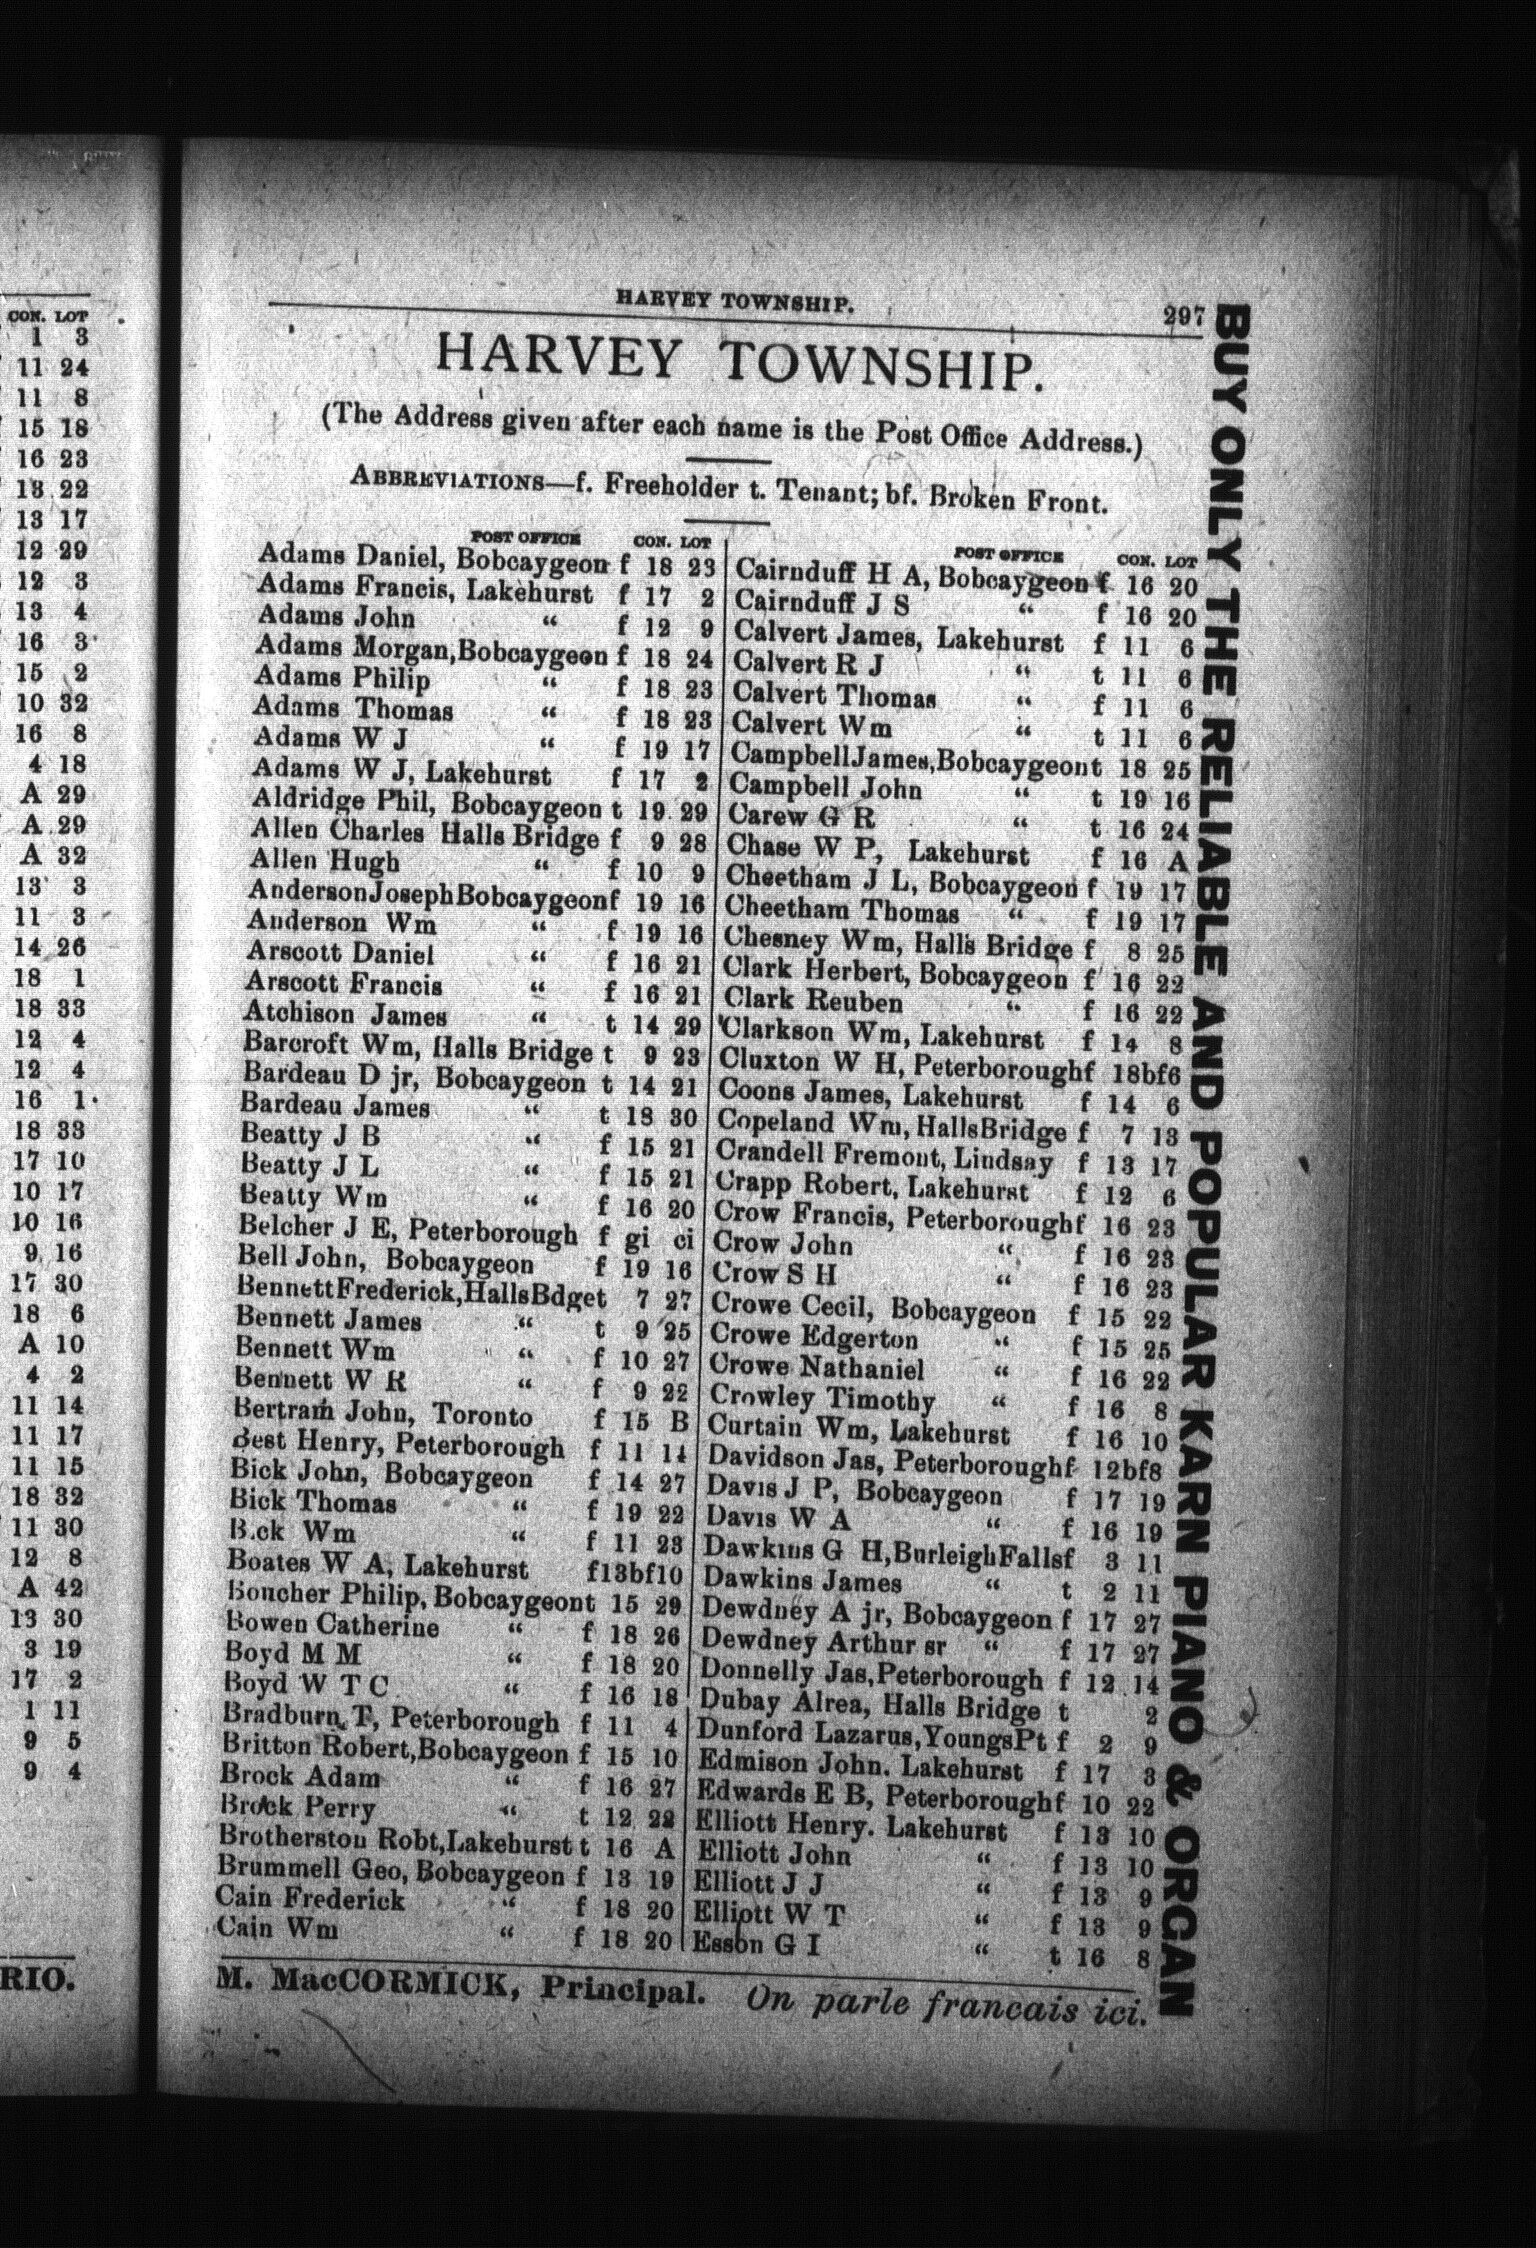 CON. LOT
1 3
11 24
11 8
15 18
16 23
13 22
13 17
12 29
12 3
13 4
16 3
15 2
10 32
16 8
4 18
A 29
A 29
A 32
13 3
11 3
14 26
18 1
18 33
12 4
12 4
16 1
18 33
17 10
10 17
10 16
9 16
17 30
18 6
A 10
4 2
11 14
11 17
11 15
18 32
11 30
12 8
A 42
13 30
3 19
17 2
1 11
9 5
9 4
RIO.
HARVEY TOWNSHIP. 297
HARVEY TOWNSHIP.
(The Address given after each name is the Post Office Address.)
ABBREVIATIONS—f. Freeholder t. Tenant; bf. Broken Front.
POST OFFICE CON. LOT
Adams Daniel, Bobcaygeon f 18 23
Adams Francis, Lakehurst f 17 2
Adams John “ f 12 9
Adams Morgan, Bobcaygeon f 18 24
Adams Philip “ f 18 23
Adams Thomas “ f 18 23
Adams W J “ f 19 17
Adams W J, Lakehurst f 17 2
Aldridge Phil, Bobcaygeon t 19 29
Allen Charles Halls Bridge f 9 28
Allen Hugh “ f 10 9
Anderson Joseph Bobcaygeon f 19 16
Anderson Wm “ f 19 16
Arscott Daniel “ f 16 21
Arscott Francis “ f 16 21
Atchison James “ t 14 29
Barcroft Wm, Halls Bridge t 9 23
Bardeau D jr, Bobcaygeon t 14 21
Bardeau James “ t 18 30
Beatty J B “ f 15 21
Beatty J L “ f 15 21
Beatty Wm “ f 16 20
Belcher J E, Peterborough f gi ci
Bell John, Bobcaygeon f 19 16
Bennett Frederick, Halls Bdge t 7 27
Bennett James “ t 9 25
Bennett Wm “ f 10 27
Bennett W R “ f 9 22
Bertram John, Toronto f 15 B
Best Henry, Peterborough f 11 14
Bick John, Bobcaygeon f 14 27
Bick Thomas “ f 19 22
B.ck Wm “ f 11 23
Boates W A, Lakehurst f13bf10
Boucher Philip, Bobcaygeon t 15 29
Bowen Catherine “ f 18 26
Boyd M M “ f 18 20
Boyd W T C “ f 16 18
Bradburn T, Peterborough f 11 4
Britton Robert, Bobcaygeon f 15 10
Brock Adam “ f 16 27
Brock Perry “ t 12 22
Brotherston Robt, Lakehurst t 16 A
Brummell Geo, Bobcaygeon f 13 19
Cain Frederick “ f 18 20
Cain Wm “ f 18 20
POST OFFICE CON. LOT
Cairnduff H A, Bobcaygeon f 16 20
Cairnduff J S “ f 16 20
Calvert James, Lakehurst f 11 6
Calvert R J “ t 11 6
Calvert Thomas “ f 11 6
Calvert Wm “ t 11 6
Campbell James, Bobcaygeon t 18 25
Campbell John “ t 19 16
Carew G R “ t 16 24
Chase W P, Lakehurst f 16 A
Cheetham J L, Bobcaygeon f 19 17
Cheetham Thomas “ f 19 17
Chesney Wm, Halls Bridge f 8 25
Clark Herbert, Bobcaygeon f 16 22
Clark Reuben “ f 16 22
Clarkson Wm, Lakehurst f 14 8
Cluxton W H, Peterborough f 18bf6
Coons James, Lakehurst f 14 6
Copeland Wm, Halls Bridge f 7 13
Crandell Fremont, Lindsay f 13 17
Crapp Robert, Lakehurst f 12 6
Crow Francis, Peterborough f 16 23
Crow John “ f 16 23
Crow S H “ f 16 23
Crowe Cecil, Bobcaygeon f 15 22
Crowe Edgerton “ f 15 25
Crowe Nathaniel “ f 16 22
Crowley Timothy “ f 16 8
Curtain Wm, Lakehurst f 16 10
Davidson Jas, Peterborough f 12bf8
Davis J P, Bobcaygeon f 17 19
Davis W A “ f 16 19
Dawkins G H, Burleigh Falls f 3 11
Dawkins James “ t 2 11
Dewdney A jr, Bobcaygeon f 17 27
Dewdney Arthur sr “ f 17 27
Donnelly Jas, Peterborough f 12 14
Dubay Alrea, Halls Bridge t 2
Dunford Lazarus, Youngs Pt f 2 9
Edmison John. Lakehurst f 17 3
Edwards E B, Peterborough f 10 22
Elliott Henry. Lakehurst f 13 10
Elliott John “ f 13 10
Elliott J J “ f 13 9
Elliott W T “ f 13 9
Esson G I “ t 16 8
M. MacCORMICK, Principal. On parle francais ici.
BUY ONLY THE RELIABLE AND POPULAR KARN PIANO & ORGAN